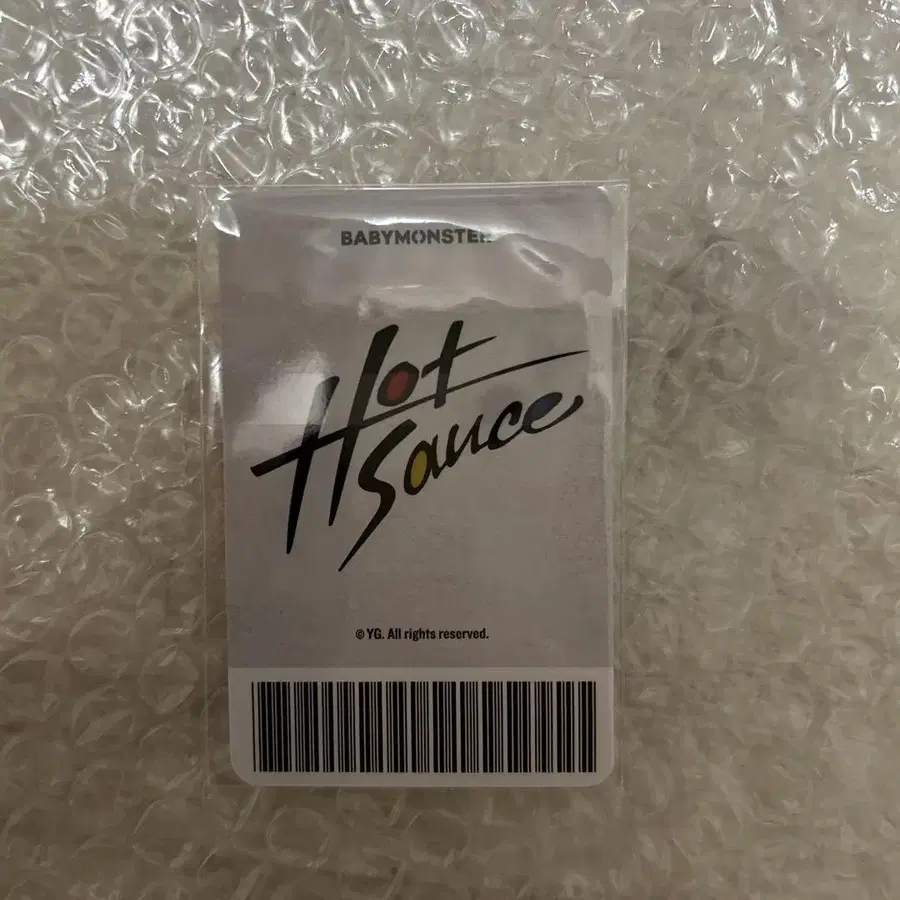 BABYMONSTER
Hot
Sauce
© YG. All rights reserved.